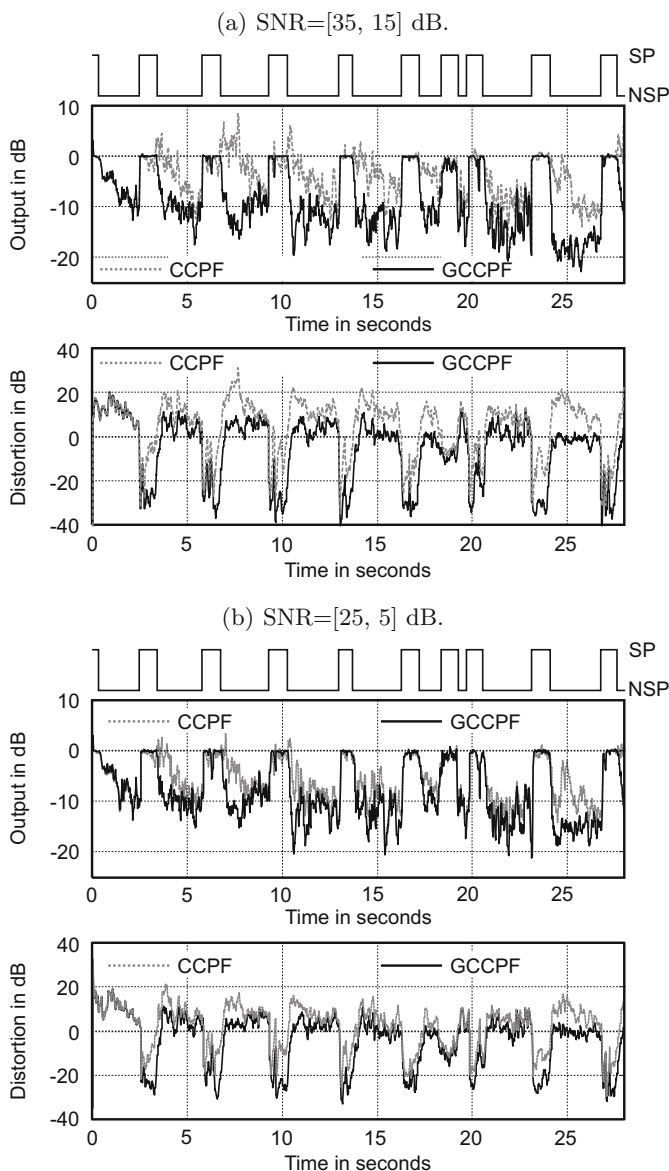 (a) SNR=[35, 15] dB.
SP
NSP
10
0
-10
-20
Output in dB
CCPF GCCPF
0 5 10 15 20 25
Time in seconds
40
20
0
-20
-40
Distortion in dB
CCPF GCCPF
0 5 10 15 20 25
Time in seconds
(b) SNR=[25, 5] dB.
SP
NSP
10
0
-10
-20
Output in dB
CCPF GCCPF
0 5 10 15 20 25
Time in seconds
40
20
0
-20
-40
Distortion in dB
CCPF GCCPF
0 5 10 15 20 25
Time in seconds